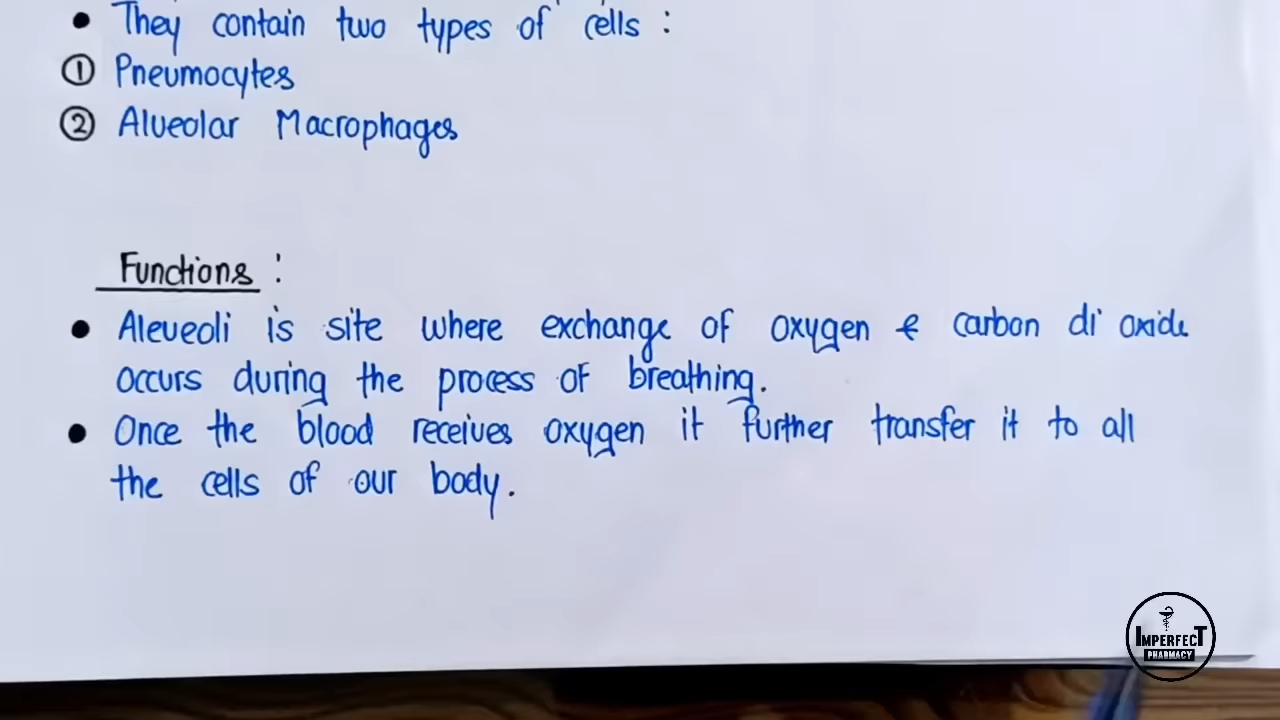 • They contain two types of cells :
① Pneumocytes
② Alveolar Macrophages
Functions :
• Aleveoli is site where exchange of oxygen & carbon di oxide
occurs during the process of breathing.
• Once the blood receives oxygen it further transfer it to all
the cells of our body.
IMPERFECT
PHARMACY